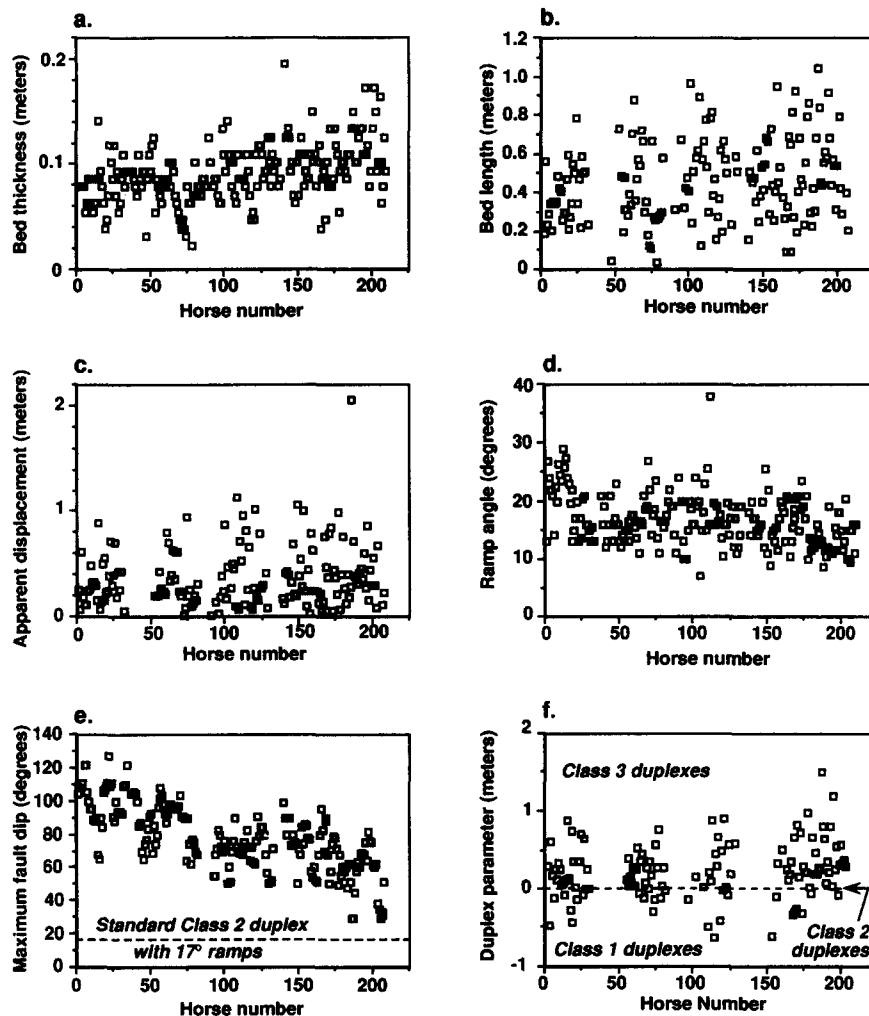 a.
0.2
0.1
0
Bed thickness (meters)
0 50 100 150 200
Horse number
b.
1.2
1.0
0.8
0.6
0.4
0.2
0
Bed length (meters)
0 50 100 150 200
Horse number
c.
2
1
0
Apparent displacement (meters)
0 50 100 150 200
Horse number
d.
40
30
20
10
0
Ramp angle (degrees)
0 50 100 150 200
Horse number
e.
140
120
100
80
60
40
20
0
Maximum fault dip (degrees)
Standard Class 2 duplex
with 17° ramps
0 50 100 150 200
Horse number
f.
2
1
0
-1
Duplex parameter (meters)
Class 3 duplexes
Class 1 duplexes
Class 2
duplexes
0 50 100 150 200
Horse Number